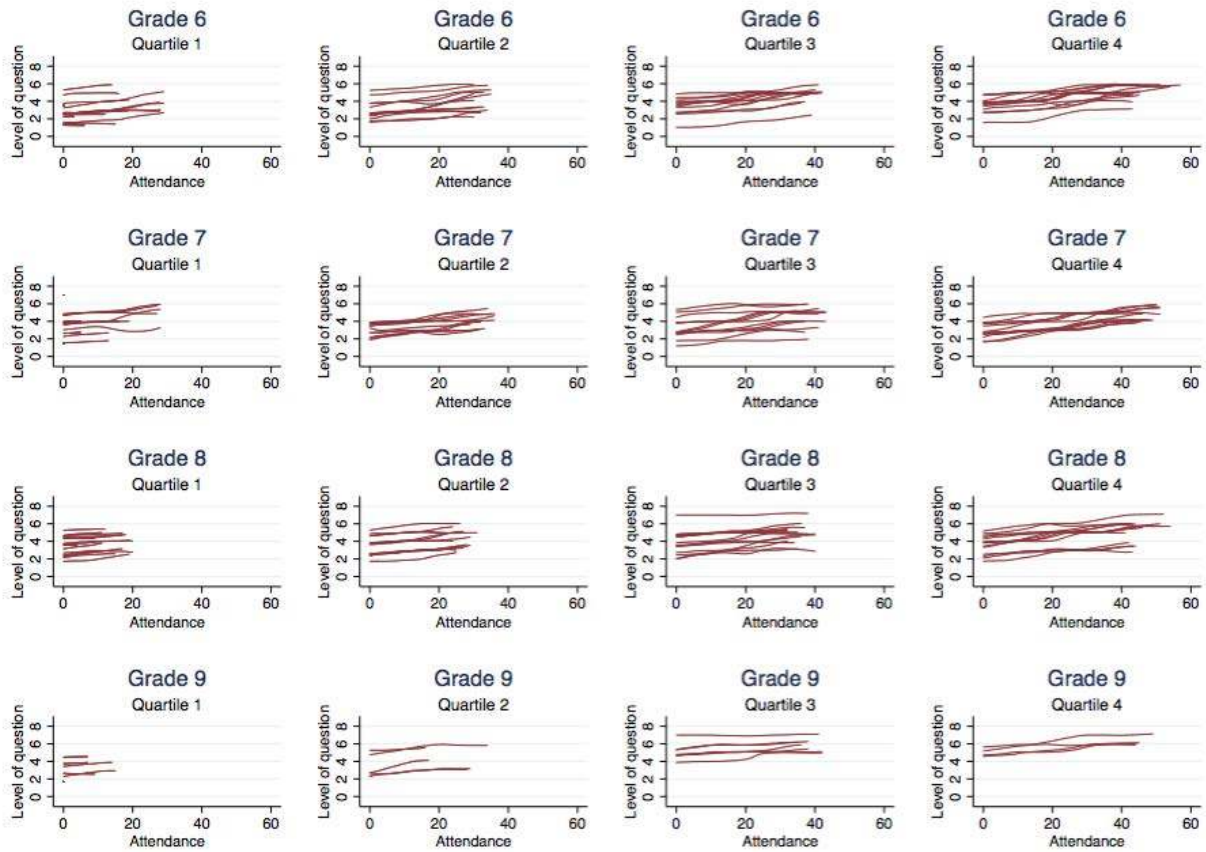 Grade 6
Quartile 1
Level of question
0 2 4 6 8
0 20 40 60
Attendance
Grade 6
Quartile 2
Level of question
0 2 4 6 8
0 20 40 60
Attendance
Grade 6
Quartile 3
Level of question
0 2 4 6 8
0 20 40 60
Attendance
Grade 6
Quartile 4
Level of question
0 2 4 6 8
0 20 40 60
Attendance
Grade 7
Quartile 1
Level of question
0 2 4 6 8
0 20 40 60
Attendance
Grade 7
Quartile 2
Level of question
0 2 4 6 8
0 20 40 60
Attendance
Grade 7
Quartile 3
Level of question
0 2 4 6 8
0 20 40 60
Attendance
Grade 7
Quartile 4
Level of question
0 2 4 6 8
0 20 40 60
Attendance
Grade 8
Quartile 1
Level of question
0 2 4 6 8
0 20 40 60
Attendance
Grade 8
Quartile 2
Level of question
0 2 4 6 8
0 20 40 60
Attendance
Grade 8
Quartile 3
Level of question
0 2 4 6 8
0 20 40 60
Attendance
Grade 8
Quartile 4
Level of question
0 2 4 6 8
0 20 40 60
Attendance
Grade 9
Quartile 1
Level of question
0 2 4 6 8
0 20 40 60
Attendance
Grade 9
Quartile 2
Level of question
0 2 4 6 8
0 20 40 60
Attendance
Grade 9
Quartile 3
Level of question
0 2 4 6 8
0 20 40 60
Attendance
Grade 9
Quartile 4
Level of question
0 2 4 6 8
0 20 40 60
Attendance